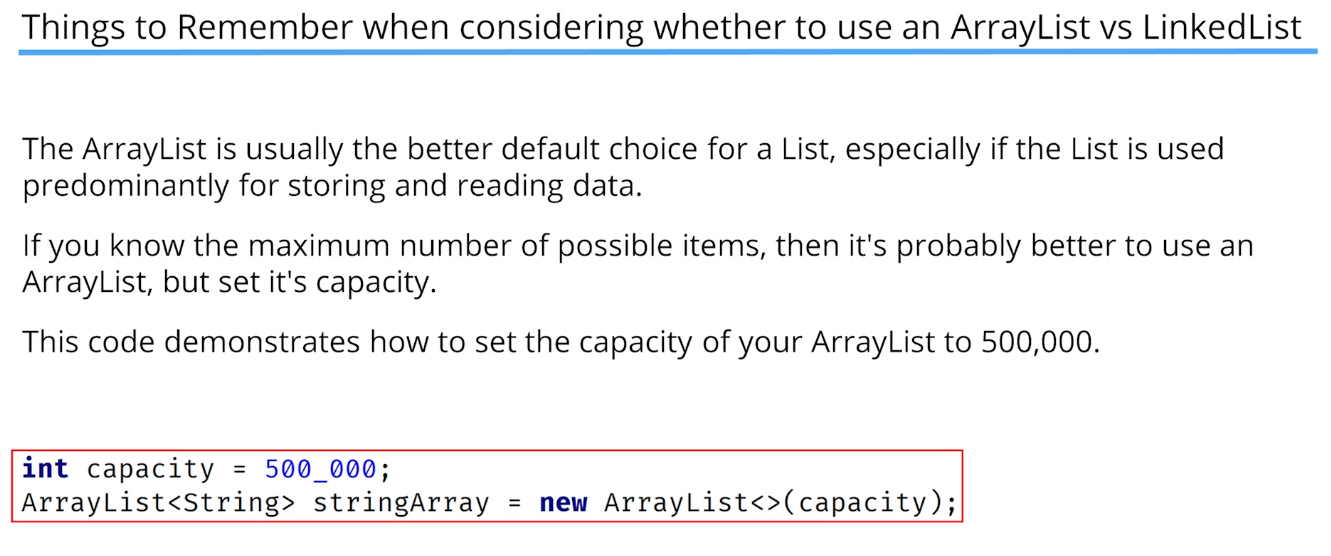 Things to Remember when considering whether to use an ArrayList vs LinkedList
The ArrayList is usually the better default choice for a List, especially if the List is used
predominantly for storing and reading data.
If you know the maximum number of possible items, then it's probably better to use an
ArrayList, but set it's capacity.
This code demonstrates how to set the capacity of your ArrayList to 500,000.
int capacity = 500_000;
ArrayList<String> stringArray = new ArrayList<>(capacity);